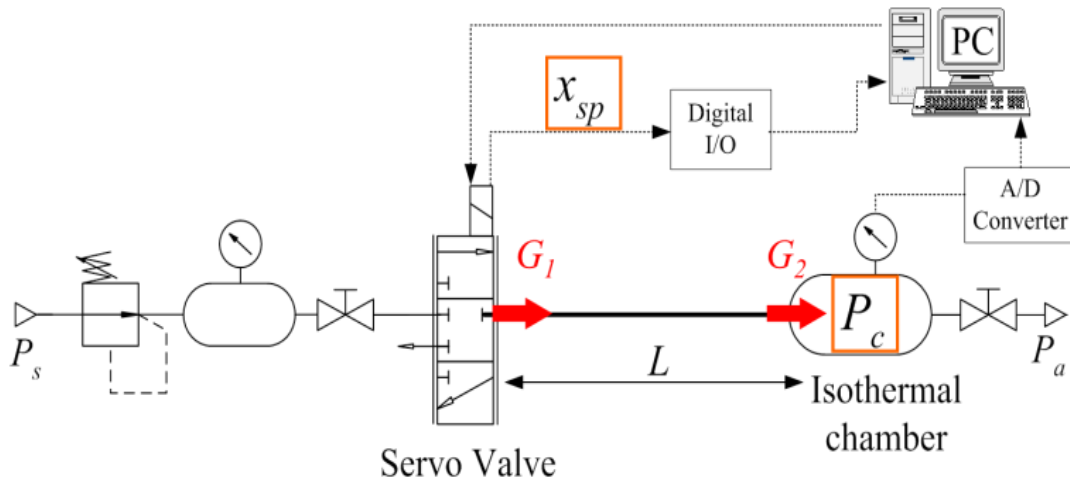 PC
x_sp
Digital
I/O
A/D
Converter
G_1
G_2
P_s
P_c
P_a
L
Isothermal
chamber
Servo Valve